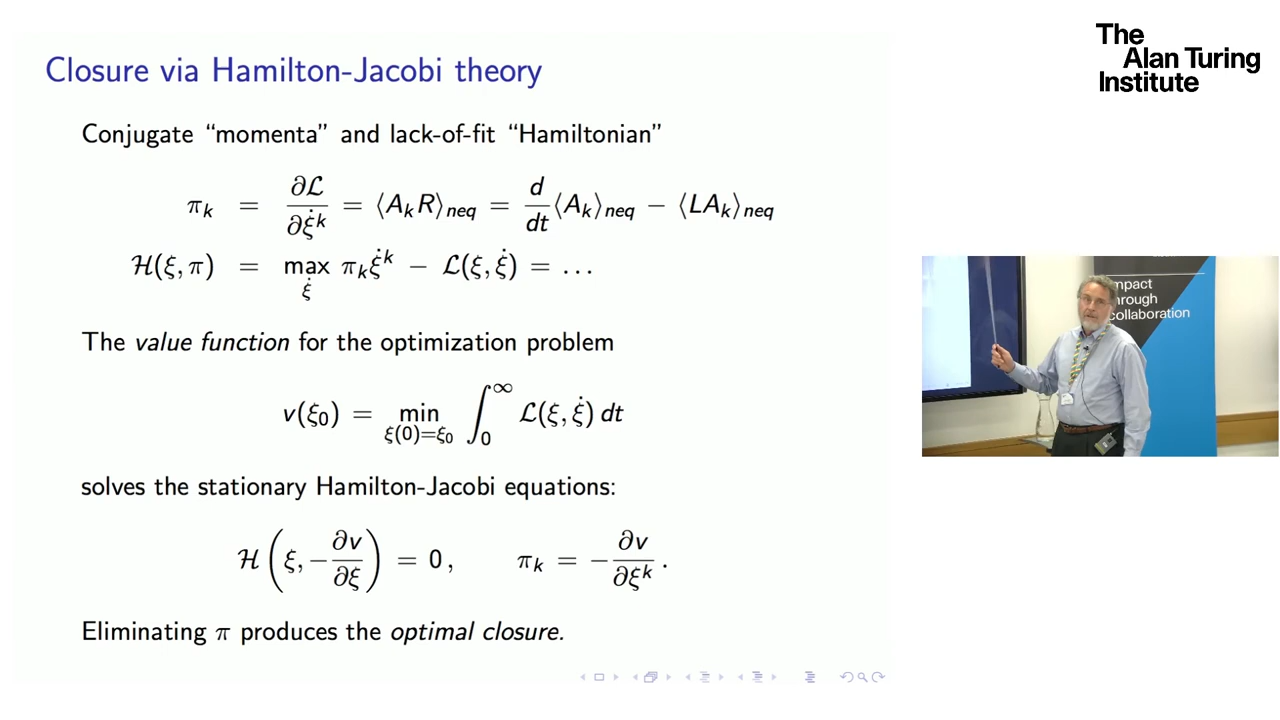 Closure via Hamilton-Jacobi theory
Conjugate “momenta” and lack-of-fit “Hamiltonian”
π_k = ∂ℒ/∂ξ̇^k = ⟨A_k R⟩_neq = d/dt ⟨A_k⟩_neq − ⟨LA_k⟩_neq
ℋ(ξ, π) = max_ξ̇ π_k ξ̇^k − ℒ(ξ, ξ̇) = …
The value function for the optimization problem
v(ξ_0) = min_{ξ(0)=ξ_0} ∫_0^∞ ℒ(ξ, ξ̇) dt
solves the stationary Hamilton-Jacobi equations:
ℋ(ξ, −∂v/∂ξ) = 0, π_k = −∂v/∂ξ^k.
Eliminating π produces the optimal closure.
The
Alan Turing
Institute
mpact
hrough
collaboration